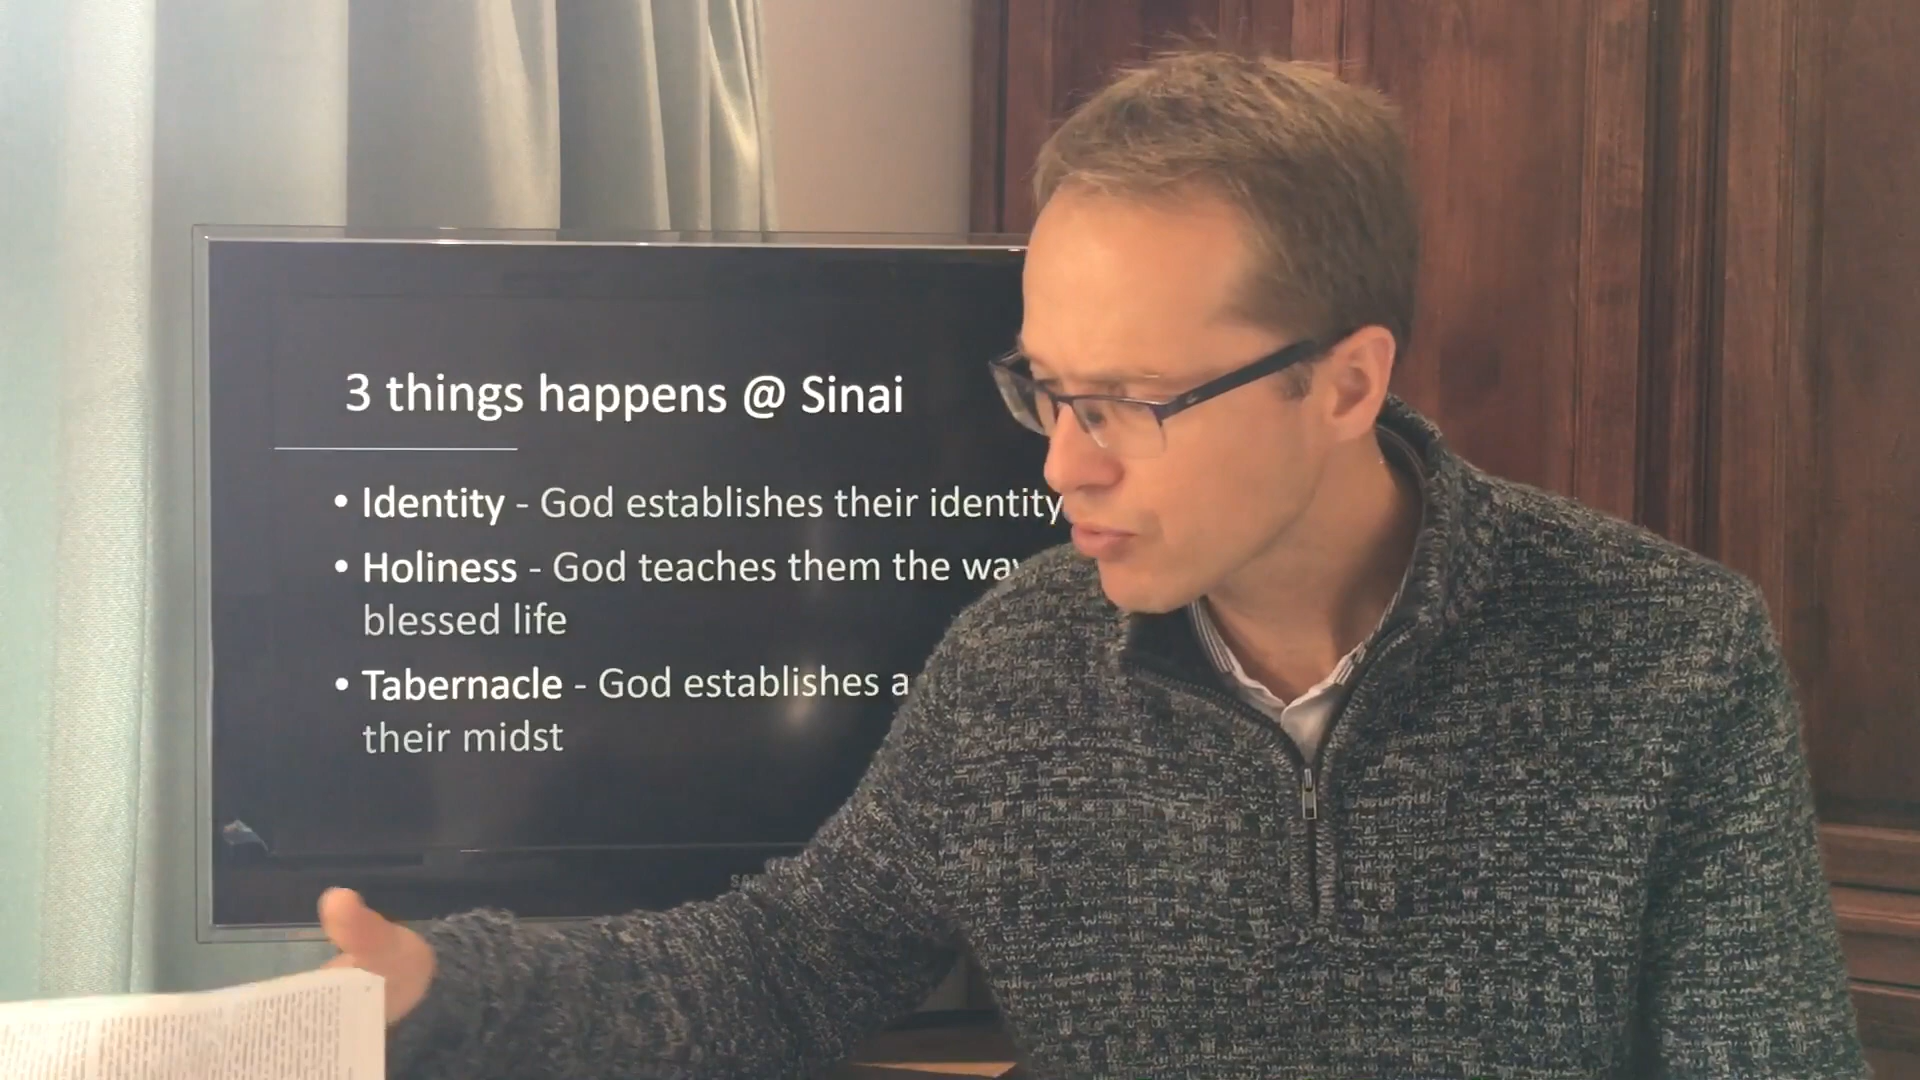 3 things happens @ Sinai
• Identity - God establishes their identity
• Holiness - God teaches them the way
blessed life
• Tabernacle - God establishes a
their midst